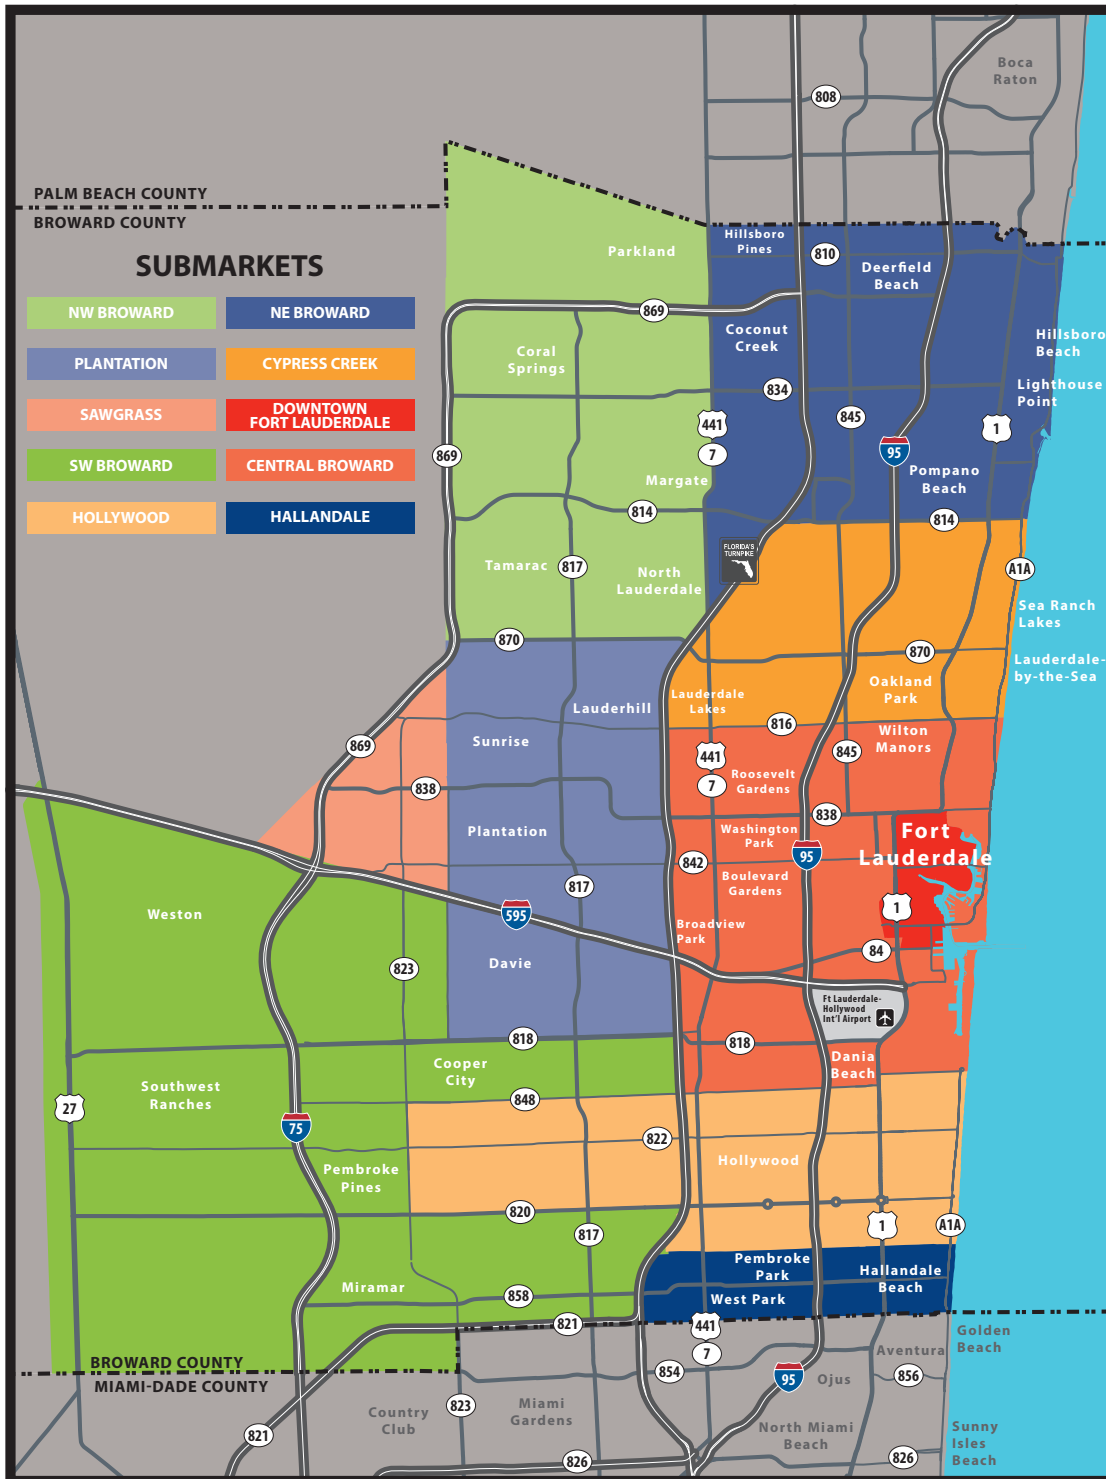 808
Boca
Raton
PALM BEACH COUNTY
BROWARD COUNTY
SUBMARKETS
NW BROWARD
NE BROWARD
PLANTATION
CYPRESS CREEK
SAWGRASS
DOWNTOWN
FORT LAUDERDALE
SW BROWARD
CENTRAL BROWARD
HOLLYWOOD
HALLANDALE
Parkland
Hillsboro
Pines
810
Deerfield
Beach
869
Coconut
Creek
Hillsboro
Beach
Coral
Springs
834
Lighthouse
Point
441
845
1
7
95
869
Margate
Pompano
Beach
814
814
FLORIDA'S
TURNPIKE
Tamarac
817
North
Lauderdale
A1A
Sea Ranch
Lakes
870
870
Lauderdale-
by-the-Sea
Oakland
Park
Lauderhill
Lauderdale
Lakes
816
Sunrise
869
Wilton
Manors
441
845
7
Roosevelt
Gardens
838
838
Plantation
Washington
Park
Fort
Lauderdale
842
95
Boulevard
Gardens
817
1
Weston
595
Broadview
Park
84
823
Davie
Ft Lauderdale-
Hollywood
Int'l Airport
818
818
Cooper
City
Dania
Beach
Southwest
Ranches
848
27
75
822
Hollywood
Pembroke
Pines
820
817
1
A1A
Pembroke
Park
Hallandale
Beach
Miramar
858
West Park
821
441
7
Golden
Beach
BROWARD COUNTY
MIAMI-DADE COUNTY
854
95
Ojus
Aventura
856
823
Country
Club
Miami
Gardens
821
North Miami
Beach
Sunny
Isles
Beach
826
826